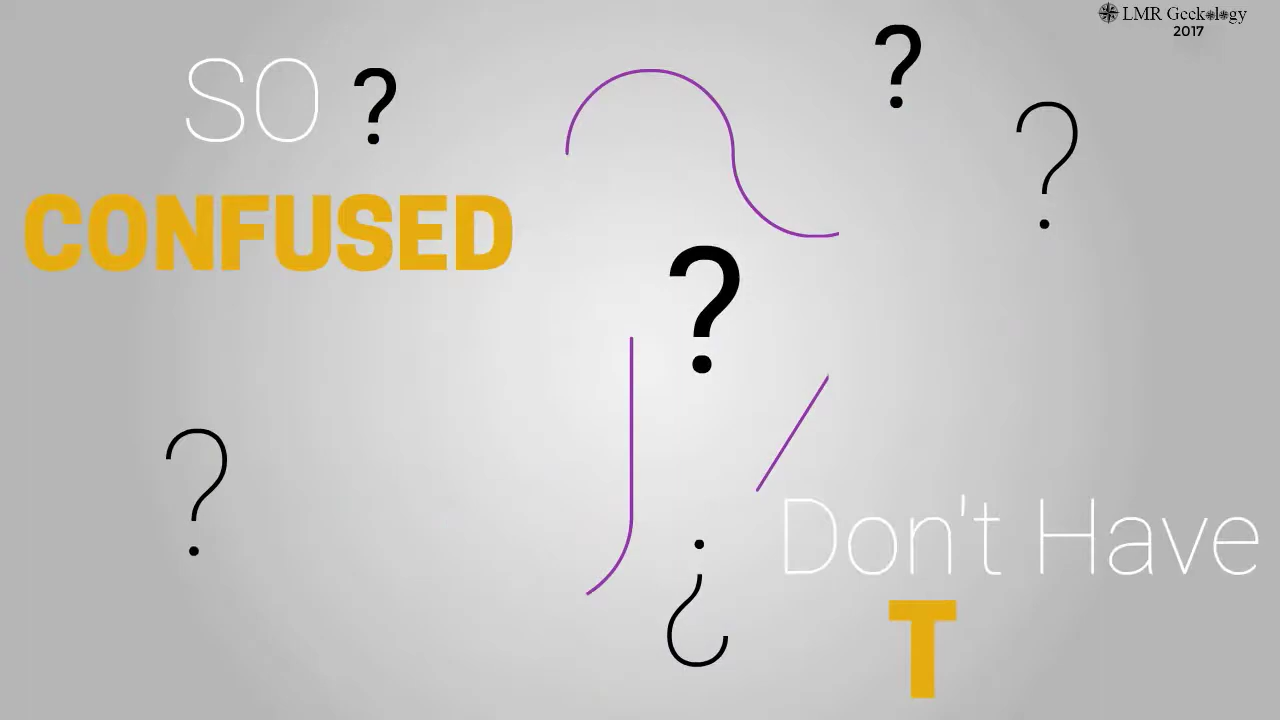 LMR Geekology
2017
SO ?
?
?
CONFUSED
?
?
¿
Don't Have
T